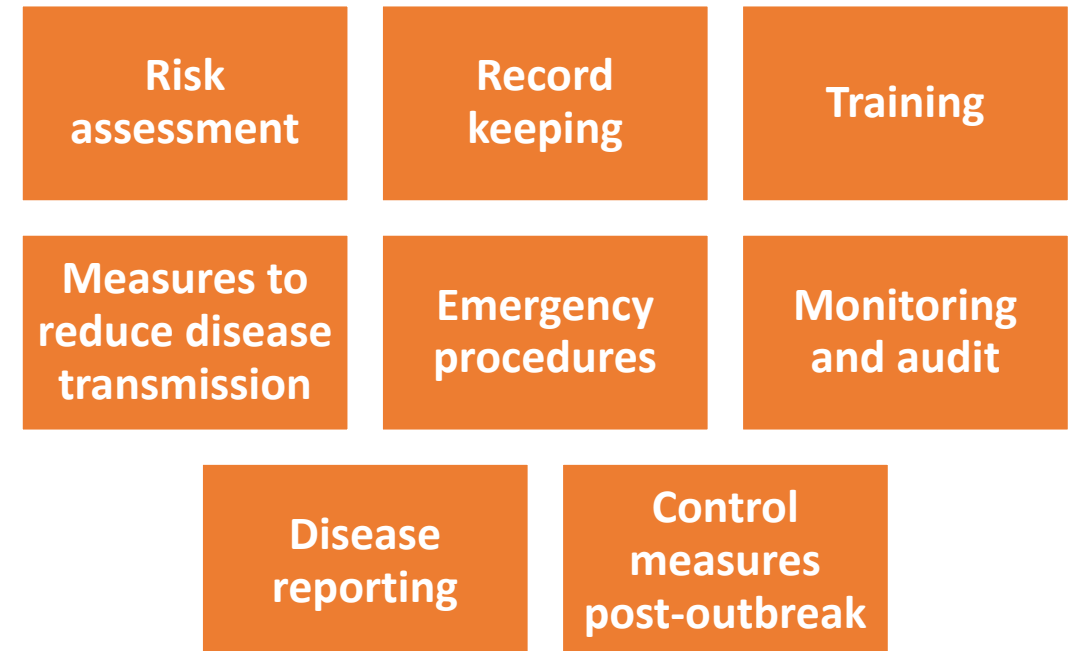 Risk
assessment
Record
keeping
Training
Measures to
reduce disease
transmission
Emergency
procedures
Monitoring
and audit
Disease
reporting
Control
measures
post-outbreak